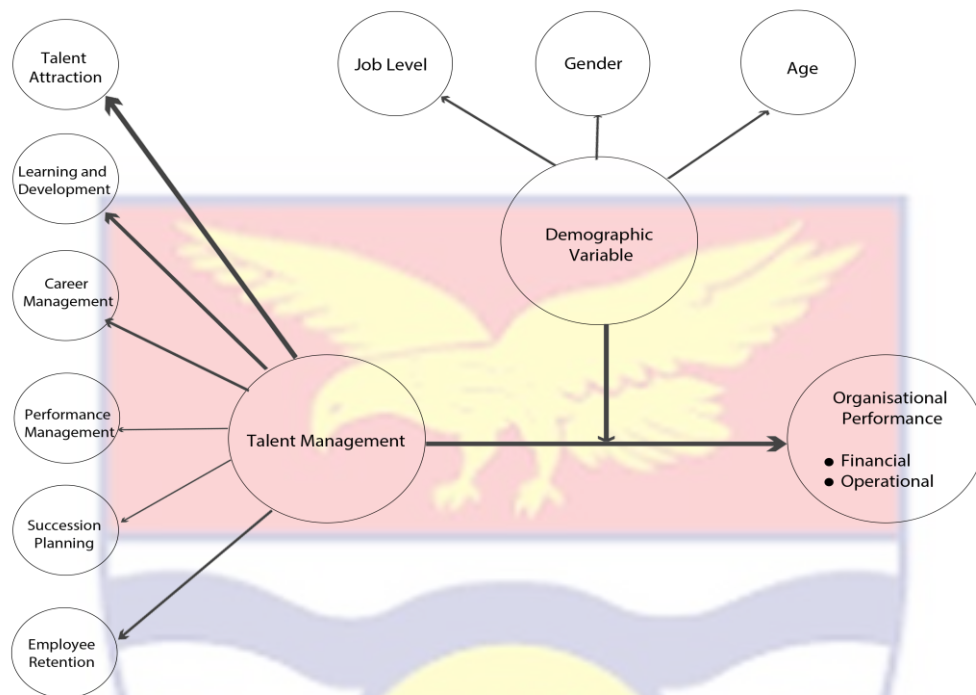 Talent
Attraction
Job Level
Gender
Age
Learning and
Development
Demographic
Variable
Career
Management
Performance
Management
Talent Management
Organisational
Performance
● Financial
● Operational
Succession
Planning
Employee
Retention